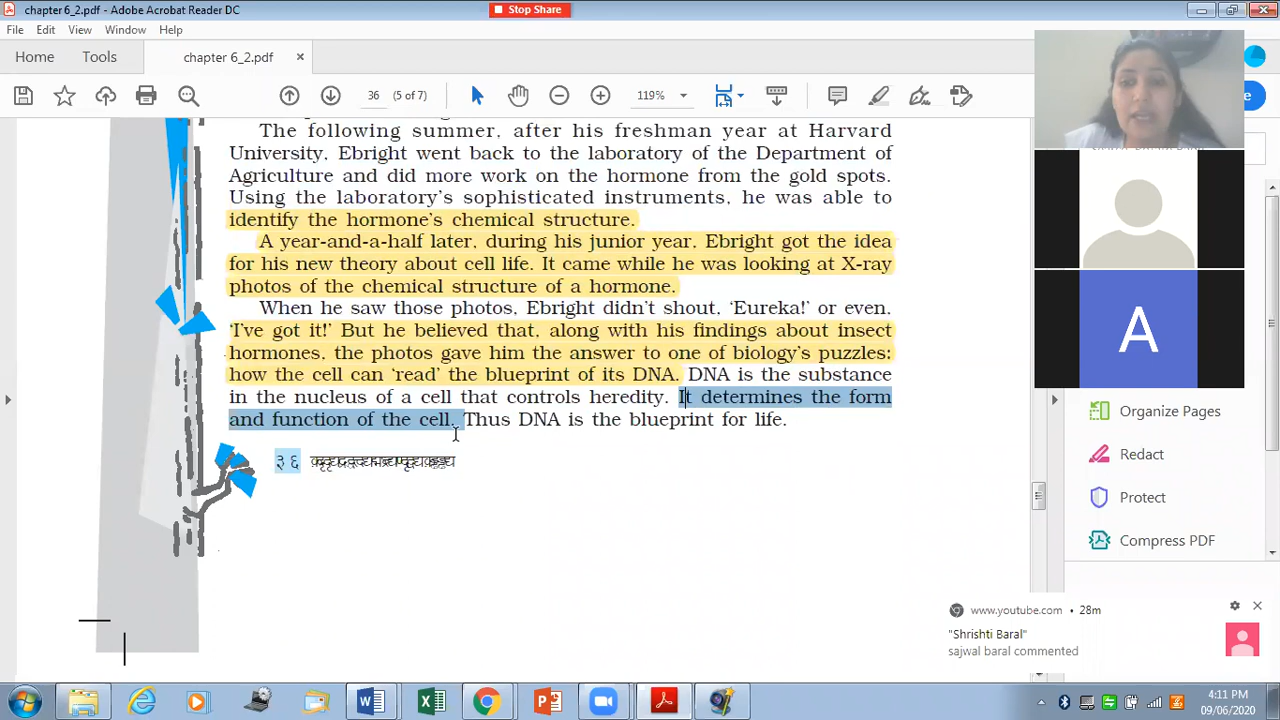 chapter 6_2.pdf - Adobe Acrobat Reader DC
Stop Share
File Edit View Window Help
Home Tools chapter 6_2.pdf
36 (5 of 7) 119%
The following summer, after his freshman year at Harvard
University, Ebright went back to the laboratory of the Department of
Agriculture and did more work on the hormone from the gold spots.
Using the laboratory's sophisticated instruments, he was able to
identify the hormone's chemical structure.
A year-and-a-half later, during his junior year, Ebright got the idea
for his new theory about cell life. It came while he was looking at X-ray
photos of the chemical structure of a hormone.
When he saw those photos, Ebright didn't shout, 'Eureka!' or even,
'I've got it!' But he believed that, along with his findings about insect
hormones, the photos gave him the answer to one of biology's puzzles:
how the cell can 'read' the blueprint of its DNA. DNA is the substance
in the nucleus of a cell that controls heredity. It determines the form
and function of the cell. Thus DNA is the blueprint for life.
३६
A
Organize Pages
Redact
Protect
Compress PDF
www.youtube.com • 28m
"Shrishti Baral"
sajwal baral commented
4:11 PM
09/06/2020